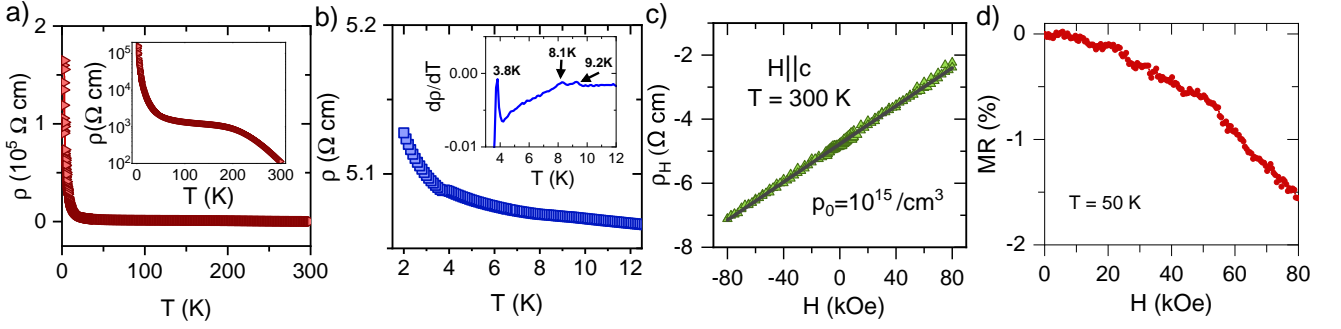 a)
ρ (10⁵ Ω cm)
2
1
0
0
100
200
300
T (K)
ρ(Ω cm)
10⁵
10⁴
10³
10²
0
100
200
300
T (K)
b)
ρ (Ω cm)
5.2
5.1
2
4
6
8
10
12
T (K)
dρ/dT
0.00
-0.01
3.8K
8.1K
9.2K
4
6
8
10
12
T (K)
c)
ρH (Ω cm)
-2
-4
-6
-8
H||c
T = 300 K
p₀=10¹⁵/cm³
-80
-40
0
40
80
H (kOe)
d)
MR (%)
0
-1
-2
T = 50 K
0
20
40
60
80
H (kOe)